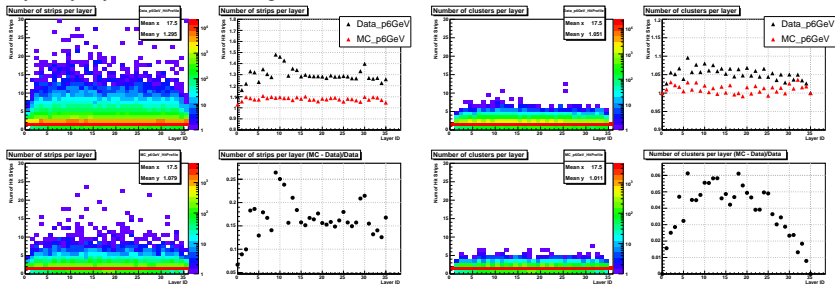 Number of strips per layer
Data_p6GeV_HitProfile
Mean x 17.5
Mean y 1.295
Num of Hit Strips
Layer ID
Number of strips per layer
Data_p6GeV
MC_p6GeV
Num of Hit Strips
Layer ID
Number of clusters per layer
Data_p6GeV_HitProfile
Mean x 17.5
Mean y 1.051
Num of Hit Strips
Layer ID
Number of clusters per layer
Data_p6GeV
MC_p6GeV
Num of Hit Strips
Layer ID
Number of strips per layer
MC_p6GeV_HitProfile
Mean x 17.5
Mean y 1.079
Num of Hit Strips
Layer ID
Number of strips per layer (MC - Data)/Data
Layer ID
Number of clusters per layer
MC_p6GeV_HitProfile
Mean x 17.5
Mean y 1.011
Num of Hit Strips
Layer ID
Number of clusters per layer (MC - Data)/Data
Layer ID